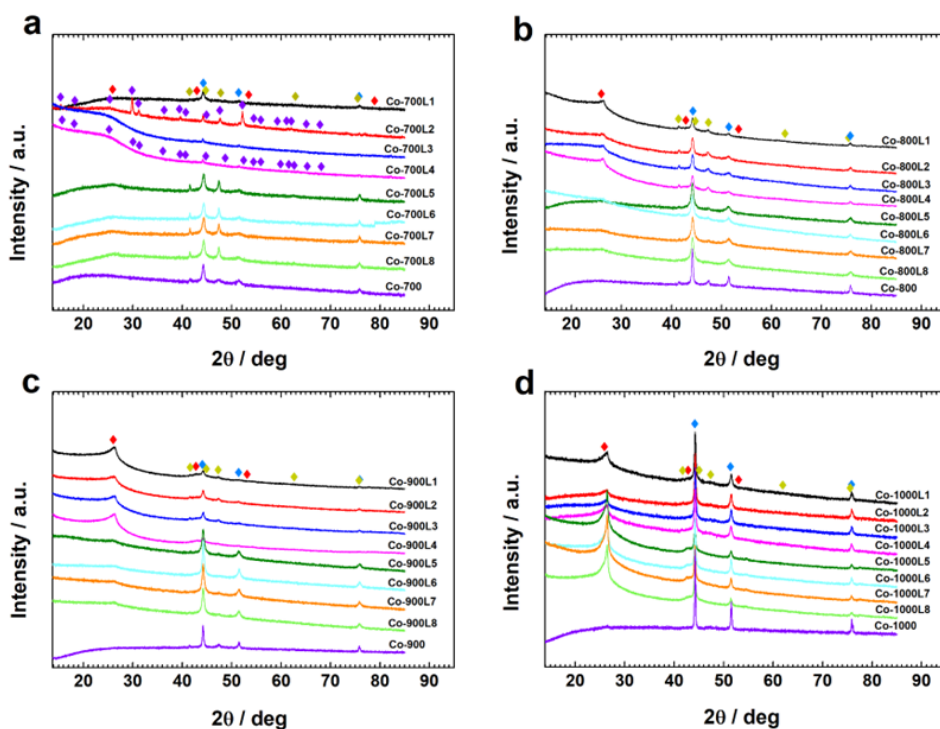 a
Intensity / a.u.
Co-700L1
Co-700L2
Co-700L3
Co-700L4
Co-700L5
Co-700L6
Co-700L7
Co-700L8
Co-700
20 30 40 50 60 70 80 90
2θ / deg
b
Intensity / a.u.
Co-800L1
Co-800L2
Co-800L3
Co-800L4
Co-800L5
Co-800L6
Co-800L7
Co-800L8
Co-800
20 30 40 50 60 70 80 90
2θ / deg
c
Intensity / a.u.
Co-900L1
Co-900L2
Co-900L3
Co-900L4
Co-900L5
Co-900L6
Co-900L7
Co-900L8
Co-900
20 30 40 50 60 70 80 90
2θ / deg
d
Intensity / a.u.
Co-1000L1
Co-1000L2
Co-1000L3
Co-1000L4
Co-1000L5
Co-1000L6
Co-1000L7
Co-1000L8
Co-1000
20 30 40 50 60 70 80 90
2θ / deg